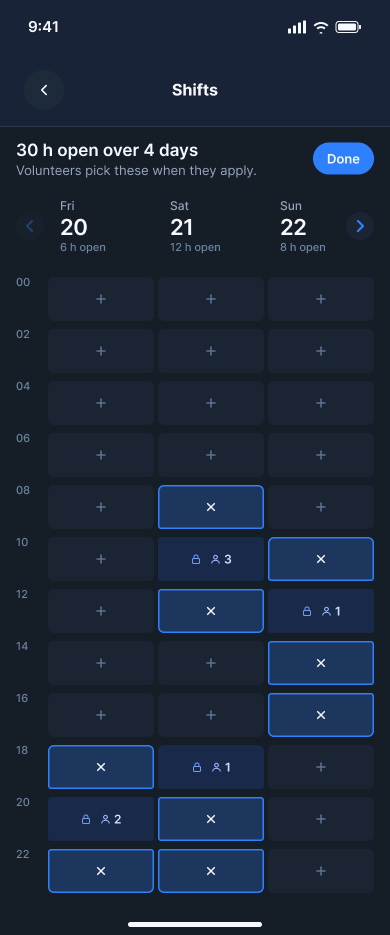 9:41
Shifts
30 h open over 4 days
Volunteers pick these when they apply.
Done
Fri Sat Sun
20 21 22
6 h open 12 h open 8 h open
00
02
04
06
08
10 3
12 1
14
16
18 1
20 2
22